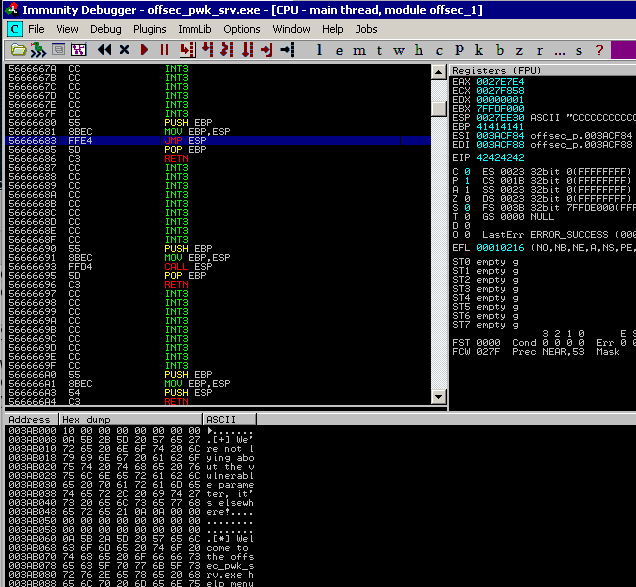 Immunity Debugger - offsec_pwk_srv.exe - [CPU - main thread, module offsec_1]
C File View Debug Plugins ImmLib Options Window Help Jobs
l e m t w h c P k b z r ... s ?
5666667A CC INT3
5666667B CC INT3
5666667C CC INT3
5666667D CC INT3
5666667E CC INT3
5666667F CC INT3
56666680 55 PUSH EBP
56666681 8BEC MOV EBP,ESP
56666683 FFE4 JMP ESP
56666685 5D POP EBP
56666686 C3 RETN
56666687 CC INT3
56666688 CC INT3
56666689 CC INT3
5666668A CC INT3
5666668B CC INT3
5666668C CC INT3
5666668D CC INT3
5666668E CC INT3
5666668F CC INT3
56666690 55 PUSH EBP
56666691 8BEC MOV EBP,ESP
56666693 FFD4 CALL ESP
56666695 5D POP EBP
56666696 C3 RETN
56666697 CC INT3
56666698 CC INT3
56666699 CC INT3
5666669A CC INT3
5666669B CC INT3
5666669C CC INT3
5666669D CC INT3
5666669E CC INT3
5666669F CC INT3
566666A0 55 PUSH EBP
566666A1 8BEC MOV EBP,ESP
566666A3 54 PUSH ESP
566666A4 C3 RETN
Registers (FPU)
EAX 0027E7E4
ECX 0027F858
EDX 00000001
EBX 7FFDF000
ESP 0027EE30 ASCII "CCCCCCCCCCC
EBP 41414141
ESI 003ACF84 offsec_p.003ACF84
EDI 003ACF88 offsec_p.003ACF88
EIP 42424242
C 0 ES 0023 32bit 0(FFFFFFFF)
P 1 CS 001B 32bit 0(FFFFFFFF)
A 1 SS 0023 32bit 0(FFFFFFFF)
Z 0 DS 0023 32bit 0(FFFFFFFF)
S 0 FS 003B 32bit 7FFDE000(FFF
T 0 GS 0000 NULL
D 0
O 0 LastErr ERROR_SUCCESS (000
EFL 00010216 (NO,NB,NE,A,NS,PE,
ST0 empty g
ST1 empty g
ST2 empty g
ST3 empty g
ST4 empty g
ST5 empty g
ST6 empty g
ST7 empty g
3 2 1 0 E S
FST 0000 Cond 0 0 0 0 Err 0 0
FCW 027F Prec NEAR,53 Mask
Address Hex dump ASCII
003AB000 10 00 00 00 00 00 00 00 .......
003AB008 0A 5B 2B 5D 20 57 65 27 .[+] We'
003AB010 72 65 20 6E 6F 74 20 6C re not l
003AB018 79 69 6E 67 20 61 62 6F ying abo
003AB020 75 74 20 74 68 65 20 76 ut the v
003AB028 75 6C 6E 65 72 61 62 6C ulnerabl
003AB030 65 20 70 61 72 61 6D 65 e parame
003AB038 74 65 72 2C 20 69 74 27 ter, it'
003AB040 73 20 65 6C 73 65 77 68 s elsewh
003AB048 65 72 65 21 0A 0A 00 00 ere!....
003AB050 00 00 00 00 00 00 00 00 ........
003AB058 00 00 00 00 00 00 00 00 ........
003AB060 0A 5B 2A 5D 20 57 65 6C .[*] Wel
003AB068 63 6F 6D 65 20 74 6F 20 come to
003AB070 74 68 65 20 6F 66 66 73 the offs
003AB078 65 63 5F 70 77 6B 5F 73 ec_pwk_s
003AB080 72 76 2E 65 78 65 20 68 rv.exe h
003AB088 65 6C 70 20 6D 65 6E 75 elp menu